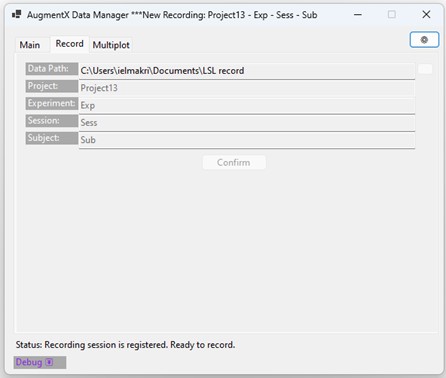 AugmentX Data Manager ***New Recording: Project13 - Exp - Sess - Sub
Main Record Multiplot
Data Path: C:\Users\ielmakri\Documents\LSL record
Project: Project13
Experiment: Exp
Session: Sess
Subject: Sub
Confirm
Status: Recording session is registered. Ready to record.
Debug